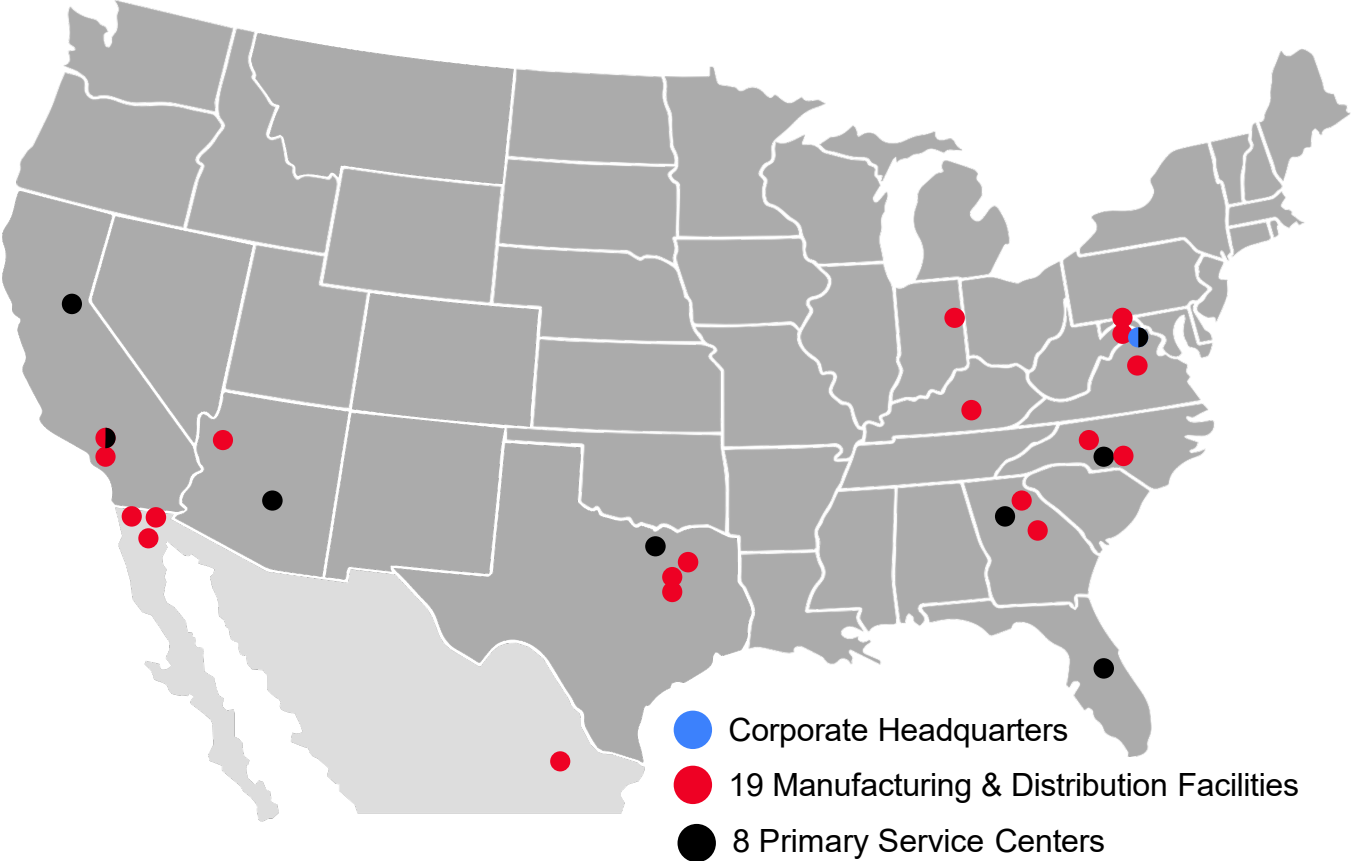 Corporate Headquarters
19 Manufacturing & Distribution Facilities
8 Primary Service Centers